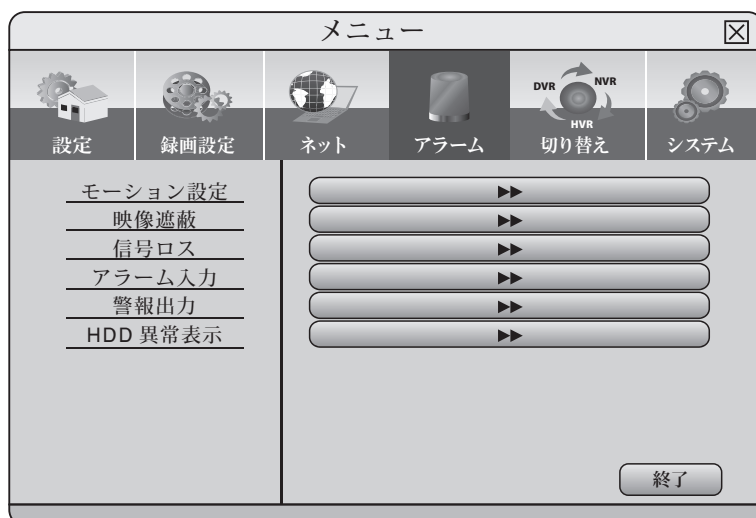 メニュー
DVR
NVR
HVR
設定
録画設定
ネット
アラーム
切り替え
システム
モーション設定
映像遮蔽
信号ロス
アラーム入力
警報出力
HDD 異常表示
終了